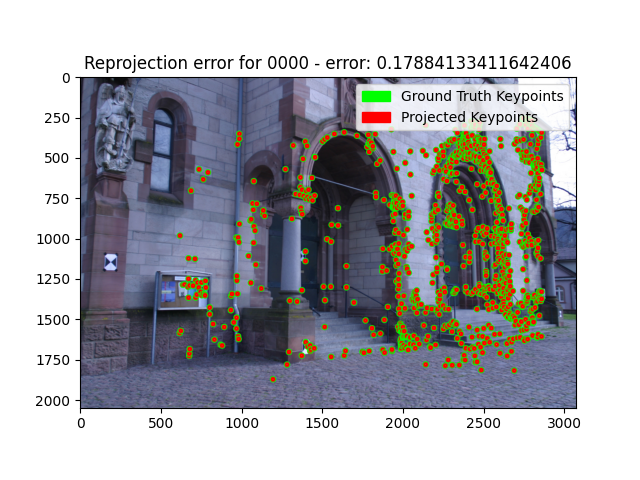 Reprojection error for 0000 - error: 0.17884133411642406
Ground Truth Keypoints
Projected Keypoints
0
250
500
750
1000
1250
1500
1750
2000
0 500 1000 1500 2000 2500 3000